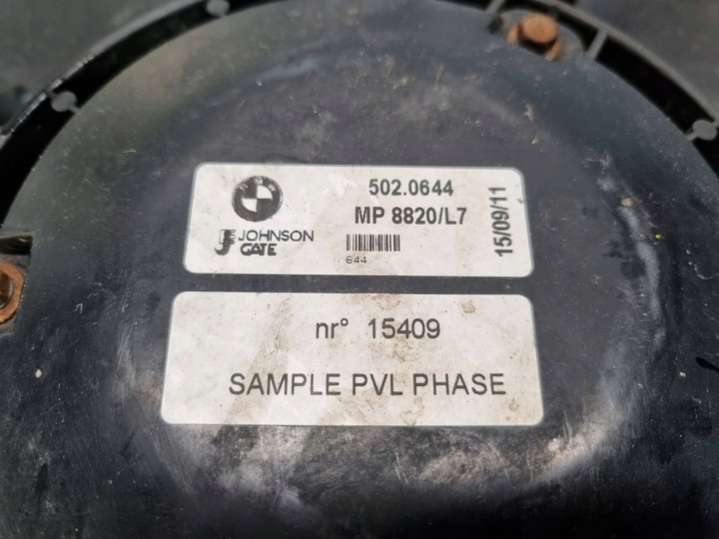 502.0644
MP 8820/L7
JOHNSON
GATE
644
15/09/11
nr° 15409
SAMPLE PVL PHASE